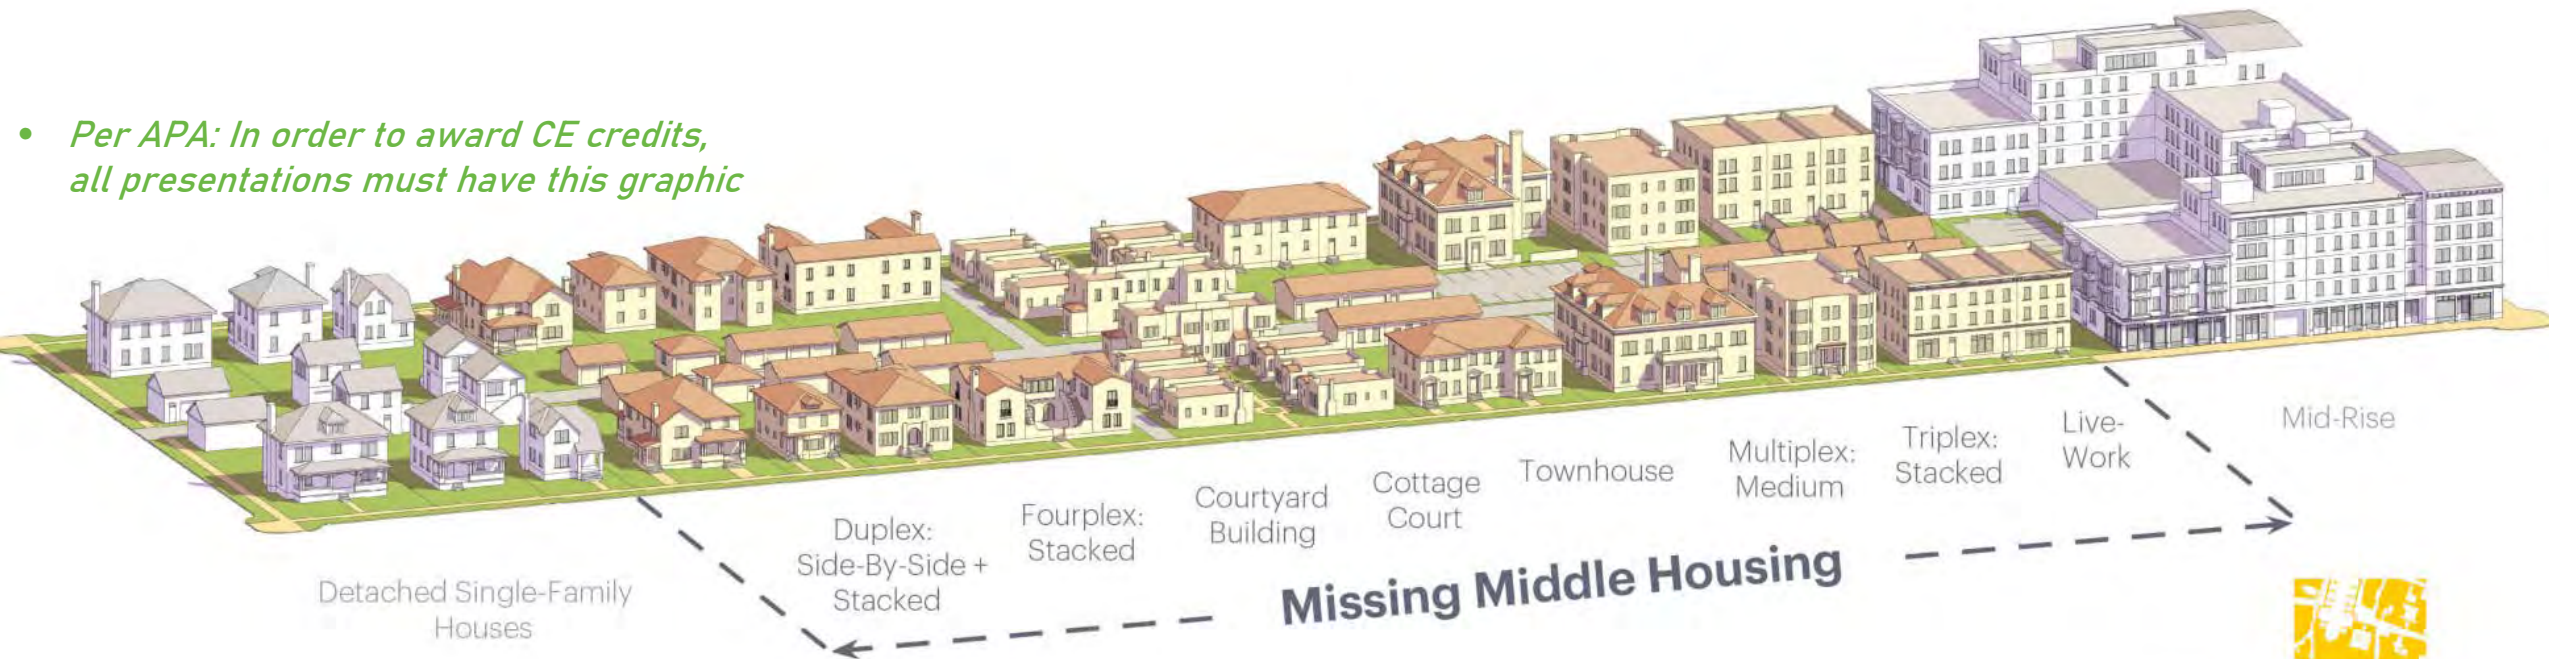 • Per APA: In order to award CE credits,
all presentations must have this graphic
Detached Single-Family
Houses
Duplex:
Side-By-Side +
Stacked
Fourplex:
Stacked
Courtyard
Building
Cottage
Court
Townhouse
Multiplex:
Medium
Triplex:
Stacked
Live-
Work
Mid-Rise
Missing Middle Housing